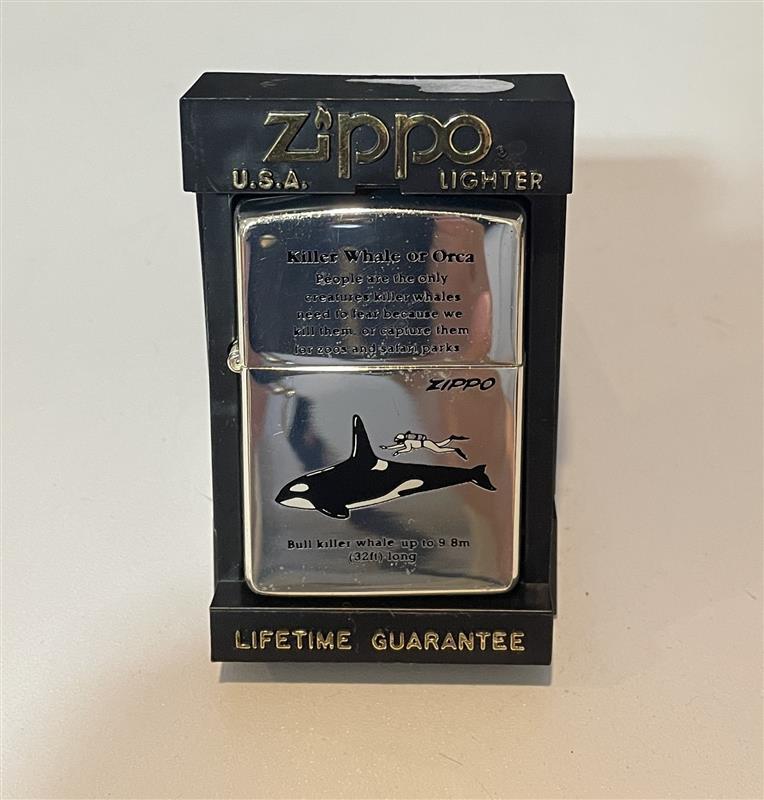 Zippo
U.S.A. LIGHTER
Killer Whale or Orca
People are the only
creatures killer whales
need to fear because we
kill them, or capture them
for zoos and safari parks
ZIPPO
Bull killer whale up to 9.8m
(32ft) long
LIFETIME GUARANTEE